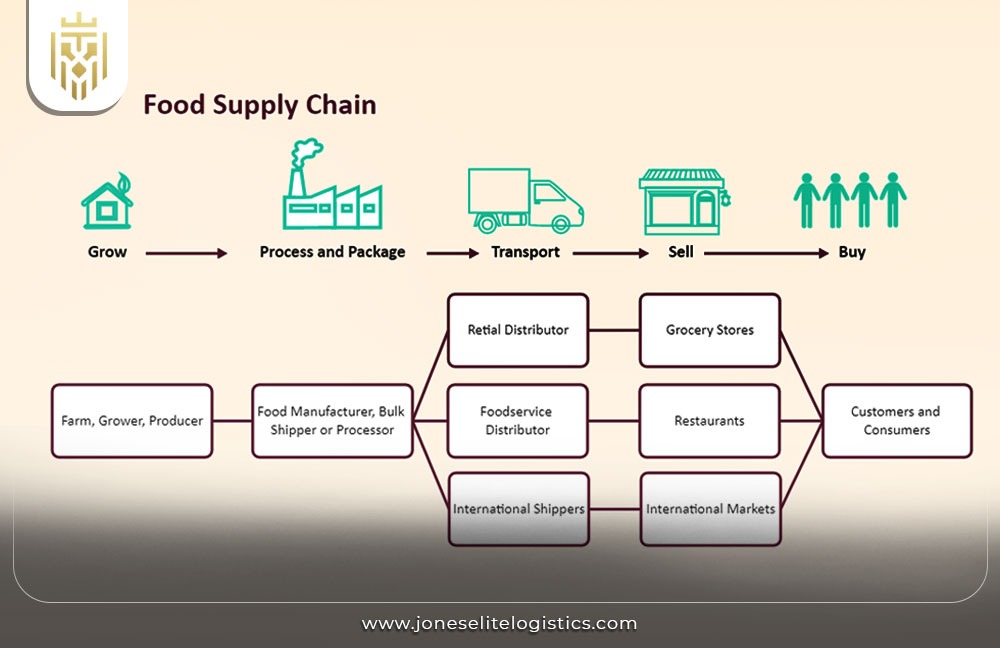 Food Supply Chain
Grow
Process and Package
Transport
Sell
Buy
Retial Distributor
Grocery Stores
Farm, Grower, Producer
Food Manufacturer, Bulk
Shipper or Processor
Foodservice
Distributor
Restaurants
Customers and
Consumers
International Shippers
International Markets
www.joneselitelogistics.com